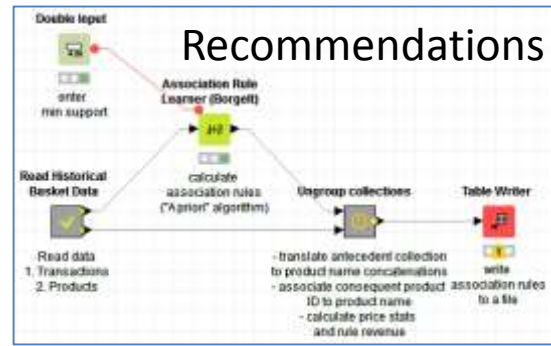 Recommendations
Double Input
enter
min support
Association Rule
Learner (Borgelt)
calculate
association rules
("Apriori" algorithm)
Read Historical
Basket Data
Read data
1. Transactions
2. Products
Ungroup collections
- translate antecedent collection
to product name concatenations
- associate consequent product
ID to product name
- calculate price stats
and rule revenue
Table Writer
write
association rules
to a file